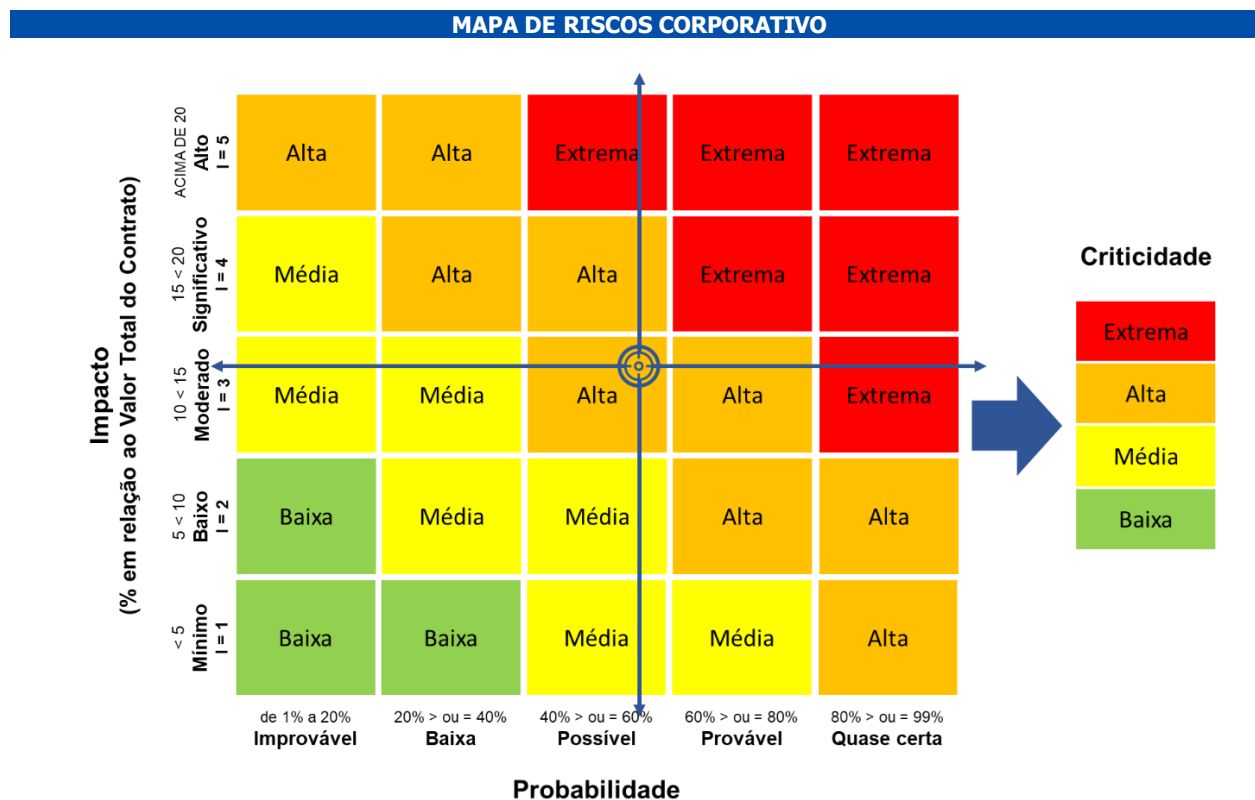 MAPA DE RISCOS CORPORATIVO
Impacto
(% em relação ao Valor Total do Contrato)
ACIMA DE 20
Alto
I = 5
Alta
Alta
Extrema
Extrema
Extrema
15 < 20
Significativo
I = 4
Média
Alta
Alta
Extrema
Extrema
10 < 15
Moderado
I = 3
Média
Média
Alta
Alta
Extrema
5 < 10
Baixo
I = 2
Baixa
Média
Média
Alta
Alta
< 5
Mínimo
I = 1
Baixa
Baixa
Média
Média
Alta
de 1% a 20%
Improvável
20% > ou = 40%
Baixa
40% > ou = 60%
Possível
60% > ou = 80%
Provável
80% > ou = 99%
Quase certa
Probabilidade
Criticidade
Extrema
Alta
Média
Baixa